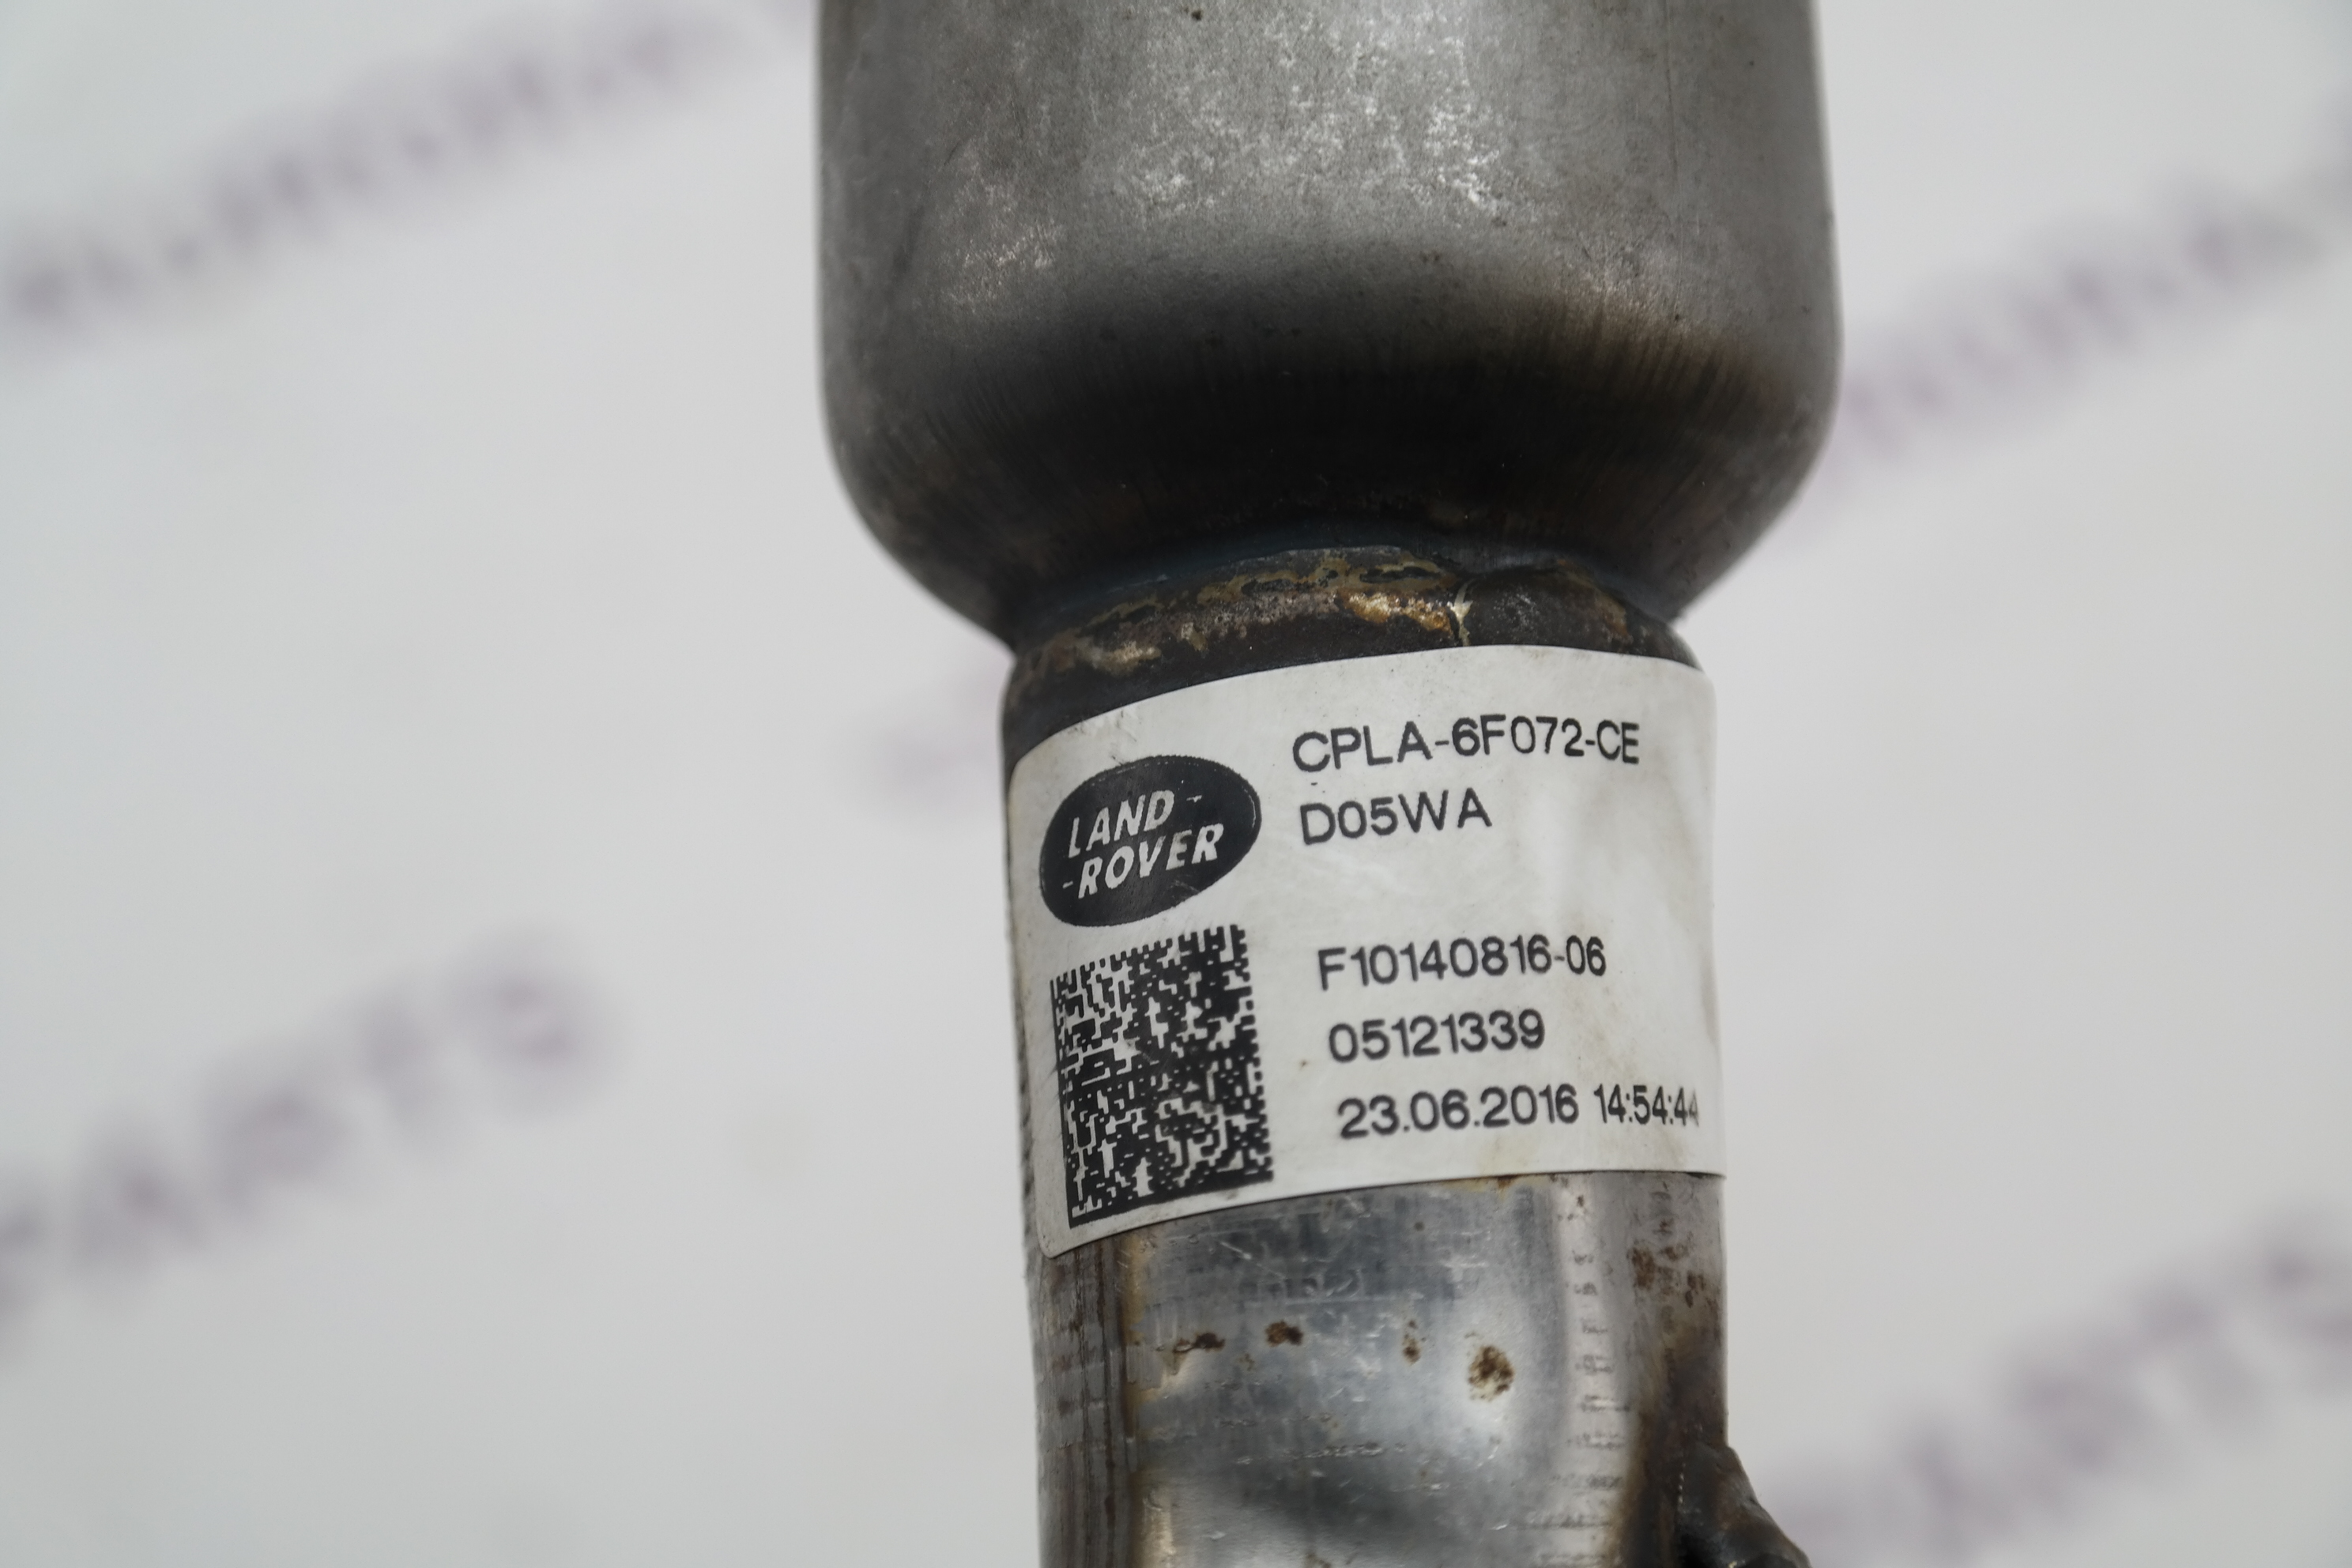 CPLA-6F072-CE
D05WA
LAND
ROVER
F10140816-06
05121339
23.06.2016 14:54:44